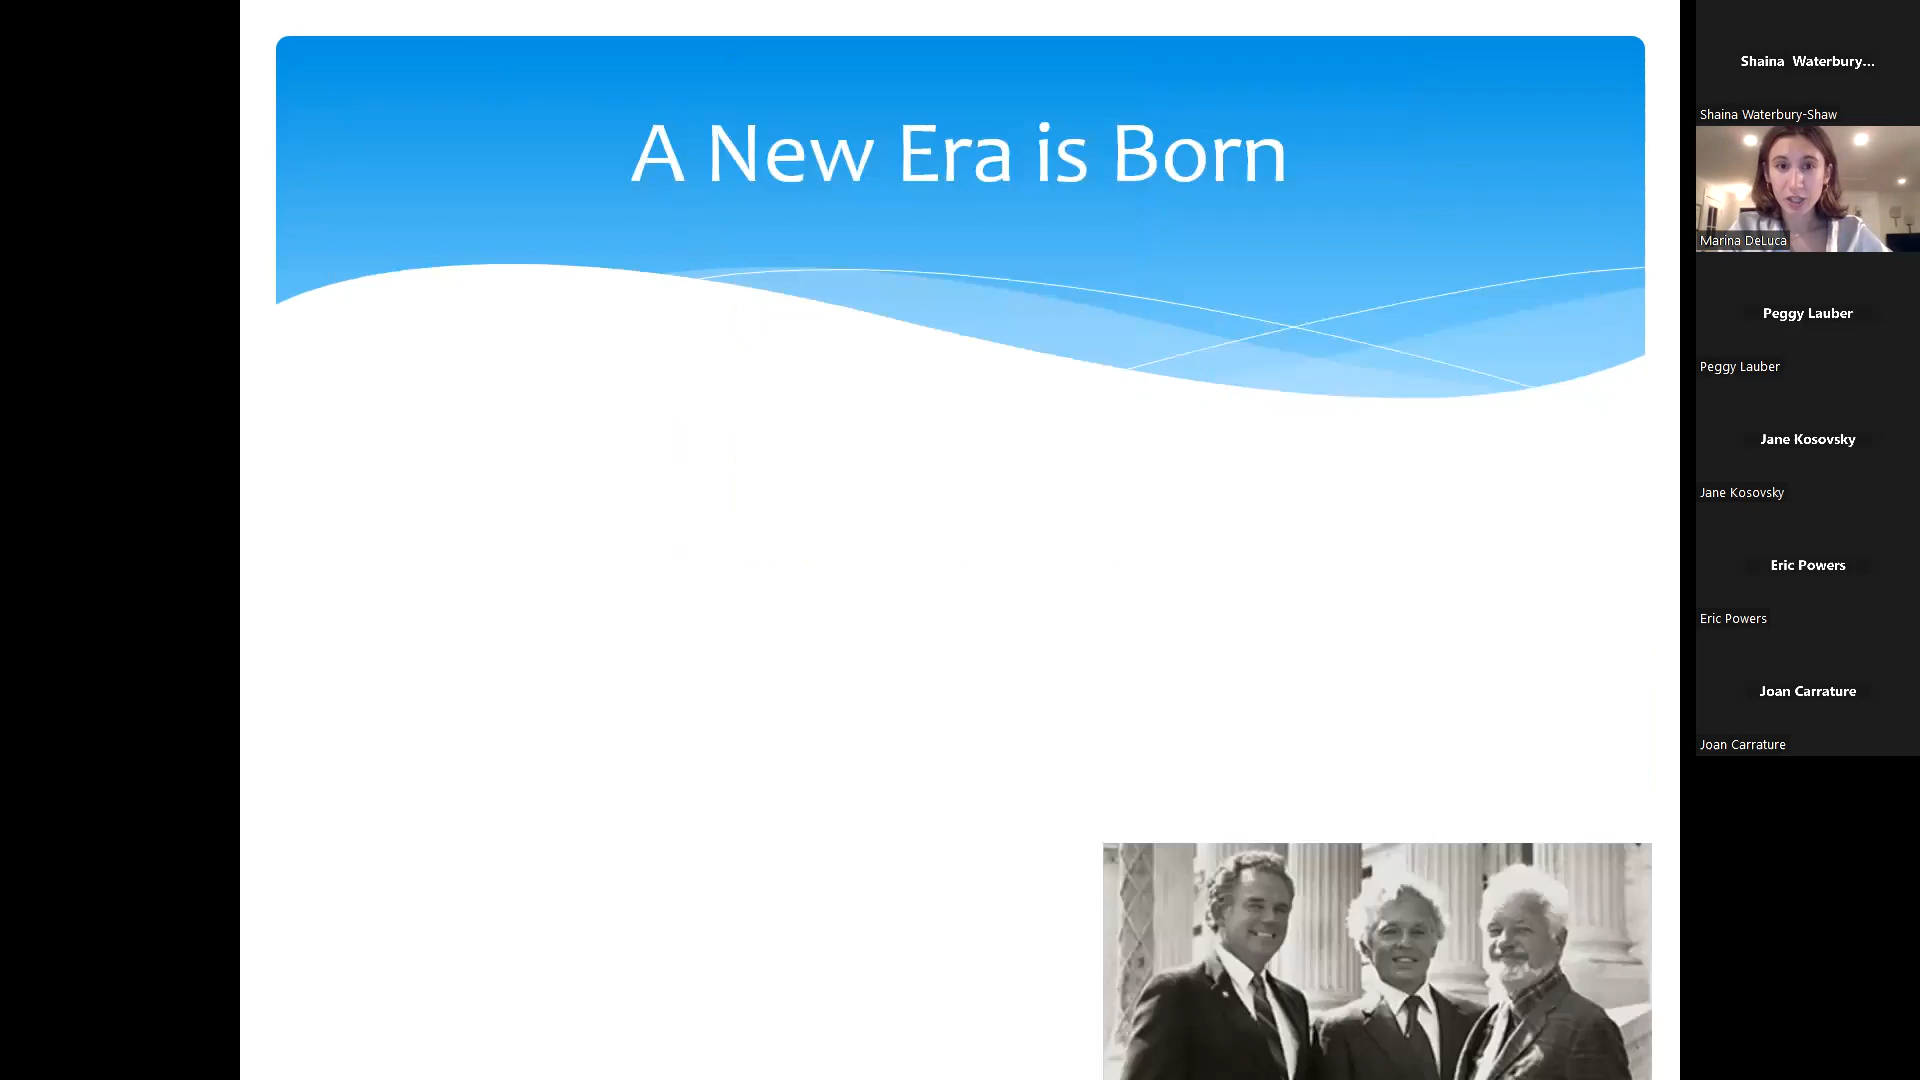 A New Era is Born
Shaina Waterbury...
Shaina Waterbury-Shaw
Marina DeLuca
Peggy Lauber
Peggy Lauber
Jane Kosovsky
Jane Kosovsky
Eric Powers
Eric Powers
Joan Carrature
Joan Carrature